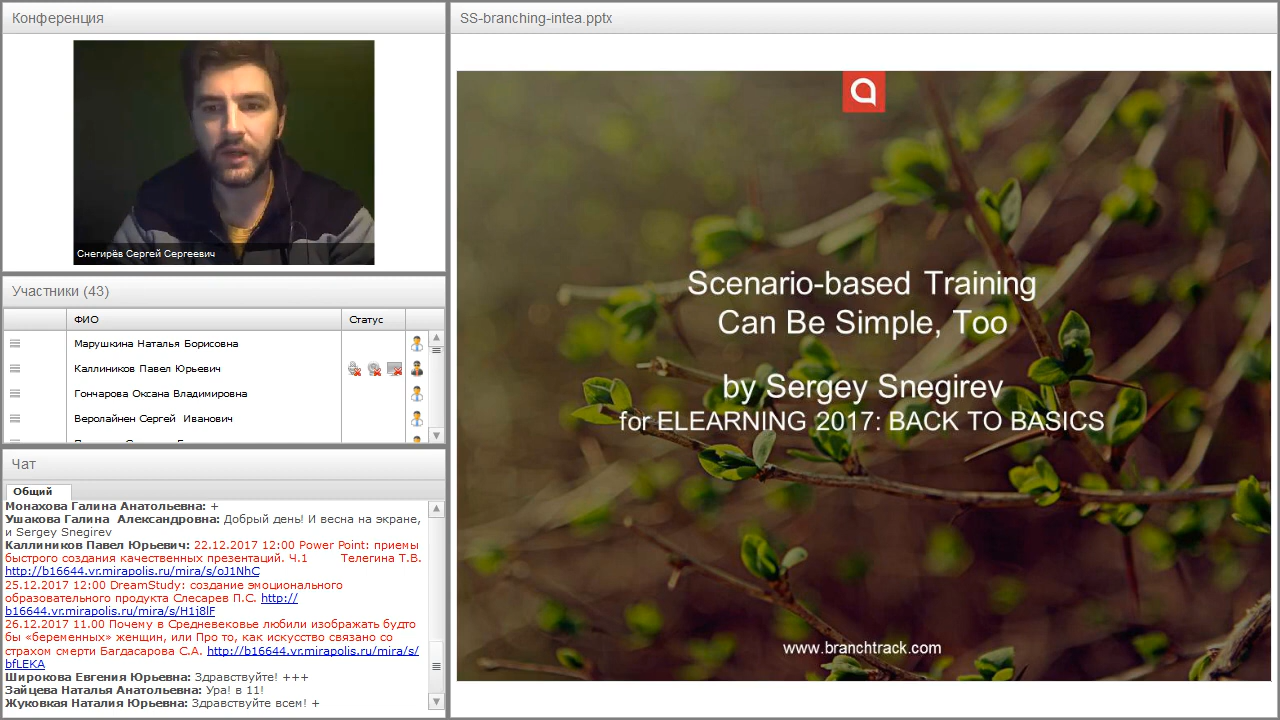 Конференция
Снегирёв Сергей Сергеевич
Участники (43)
ФИО Статус
Марушкина Наталья Борисовна
Каллиников Павел Юрьевич
Гончарова Оксана Владимировна
Веролайнен Сергей Иванович
Чат
Общий
Монахова Галина Анатольевна: +
Ушакова Галина Александровна: Добрый день! И весна на экране,
и Sergey Snegirev
Каллиников Павел Юрьевич: 22.12.2017 12:00 Power Point: приемы
быстрого создания качественных презентаций. Ч.1 Телегина Т.В.
http://b16644.vr.mirapolis.ru/mira/s/oJ1NhC
25.12.2017 12:00 DreamStudy: создание эмоционального
образовательного продукта Слесарев П.С. http://
b16644.vr.mirapolis.ru/mira/s/H1j8lF
26.12.2017 11.00 Почему в Средневековье любили изображать будто
бы «беременных» женщин, или Про то, как искусство связано со
страхом смерти Багдасарова С.А. http://b16644.vr.mirapolis.ru/mira/s/
bfLEKA
Широкова Евгения Юрьевна: Здравствуйте! +++
Зайцева Наталья Анатольевна: Ура! в 11!
Жуковкая Наталия Юрьевна: Здравствуйте всем! +
SS-branching-intea.pptx
Scenario-based Training
Can Be Simple, Too
by Sergey Snegirev
for ELEARNING 2017: BACK TO BASICS
www.branchtrack.com